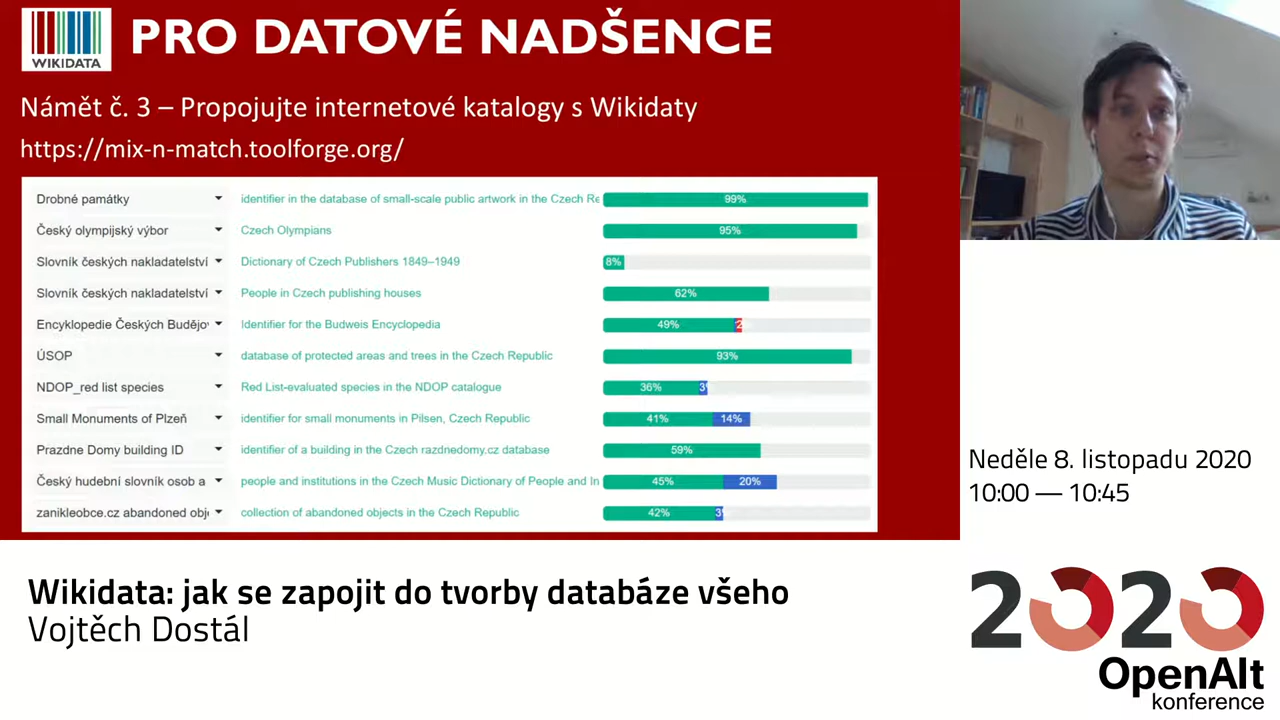 WIKIDATA
PRO DATOVÉ NADŠENCE
Námět č. 3 – Propojujte internetové katalogy s Wikidaty
https://mix-n-match.toolforge.org/
Drobné památky identifier in the database of small-scale public artwork in the Czech Re 99%
Český olympijský výbor Czech Olympians 95%
Slovník českých nakladatelství Dictionary of Czech Publishers 1849–1949 8%
Slovník českých nakladatelství People in Czech publishing houses 62%
Encyklopedie Českých Budějov Identifier for the Budweis Encyclopedia 49% 2
ÚSOP database of protected areas and trees in the Czech Republic 93%
NDOP_red list species Red List-evaluated species in the NDOP catalogue 36% 3%
Small Monuments of Plzeň identifier for small monuments in Pilsen, Czech Republic 41% 14%
Prazdne Domy building ID identifier of a building in the Czech razdnedomy.cz database 59%
Český hudební slovník osob a people and institutions in the Czech Music Dictionary of People and In 45% 20%
zanikleobce.cz abandoned obj collection of abandoned objects in the Czech Republic 42% 3%
Neděle 8. listopadu 2020
10:00 — 10:45
Wikidata: jak se zapojit do tvorby databáze všeho
Vojtěch Dostál
2020
OpenAlt
konference